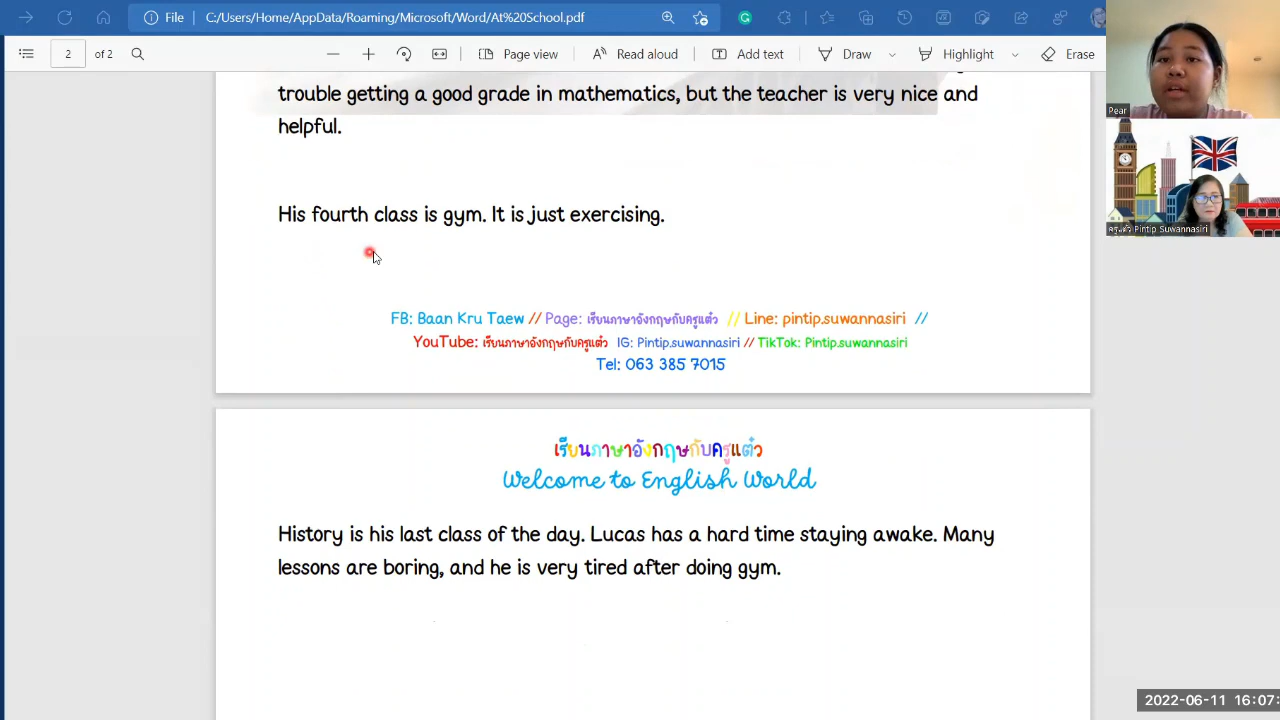 File
C:/Users/Home/AppData/Roaming/Microsoft/Word/At%20School.pdf
2 of 2
Page view
Read aloud
Add text
Draw
Highlight
Erase
trouble getting a good grade in mathematics, but the teacher is very nice and
helpful.
Pear
His fourth class is gym. It is just exercising.
ครูแต้ว Pintip Suwannasiri
FB: Baan Kru Taew // Page: เรียนภาษาอังกฤษกับครูแต๋ว // Line: pintip.suwannasiri //
YouTube: เรียนภาษาอังกฤษกับครูแต๋ว IG: Pintip.suwannasiri // TikTok: Pintip.suwannasiri
Tel: 063 385 7015
เรียนภาษาอังกฤษกับครูแต๋ว
Welcome to English World
History is his last class of the day. Lucas has a hard time staying awake. Many
lessons are boring, and he is very tired after doing gym.
2022-06-11 16:07: